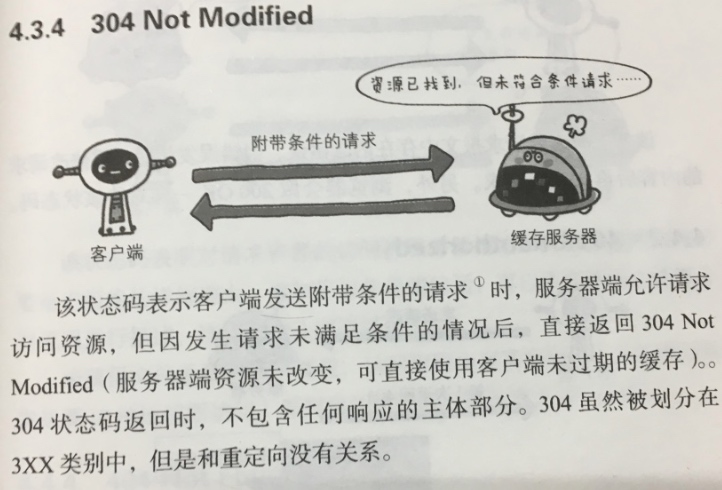 4.3.4 304 Not Modified
资源已找到，但未符合条件请求……
附带条件的请求
客户端
缓存服务器
该状态码表示客户端发送附带条件的请求①时，服务器端允许请求
访问资源，但因发生请求未满足条件的情况后，直接返回 304 Not
Modified（服务器端资源未改变，可直接使用客户端未过期的缓存）。。
304 状态码返回时，不包含任何响应的主体部分。304 虽然被划分在
3XX 类别中，但是和重定向没有关系。